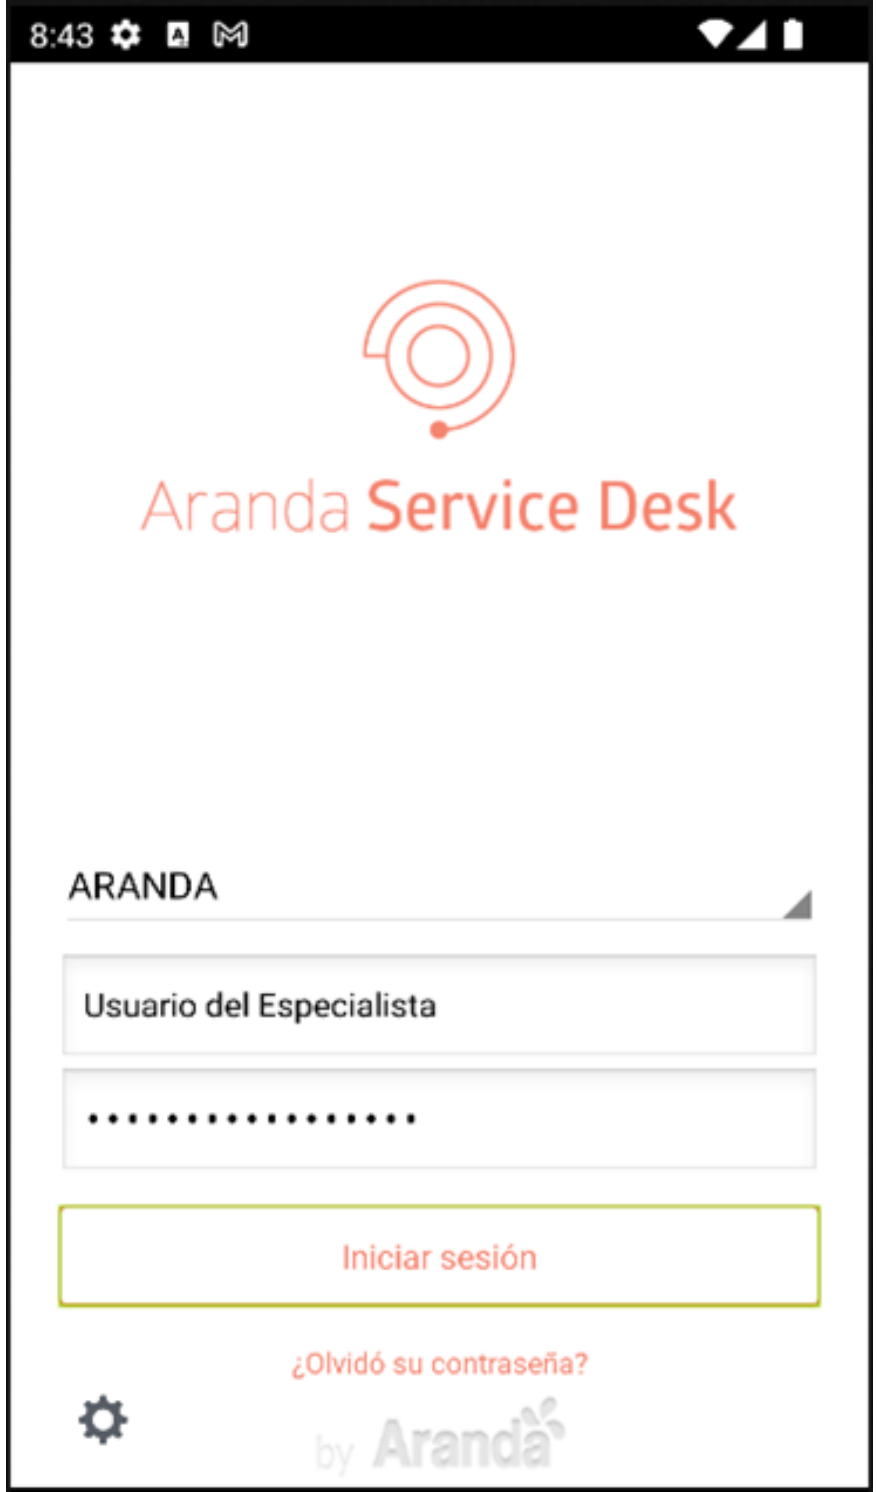 8:43
Aranda Service Desk
ARANDA
Usuario del Especialista
•••••••••••••••••
Iniciar sesión
¿Olvidó su contraseña?
by Aranda